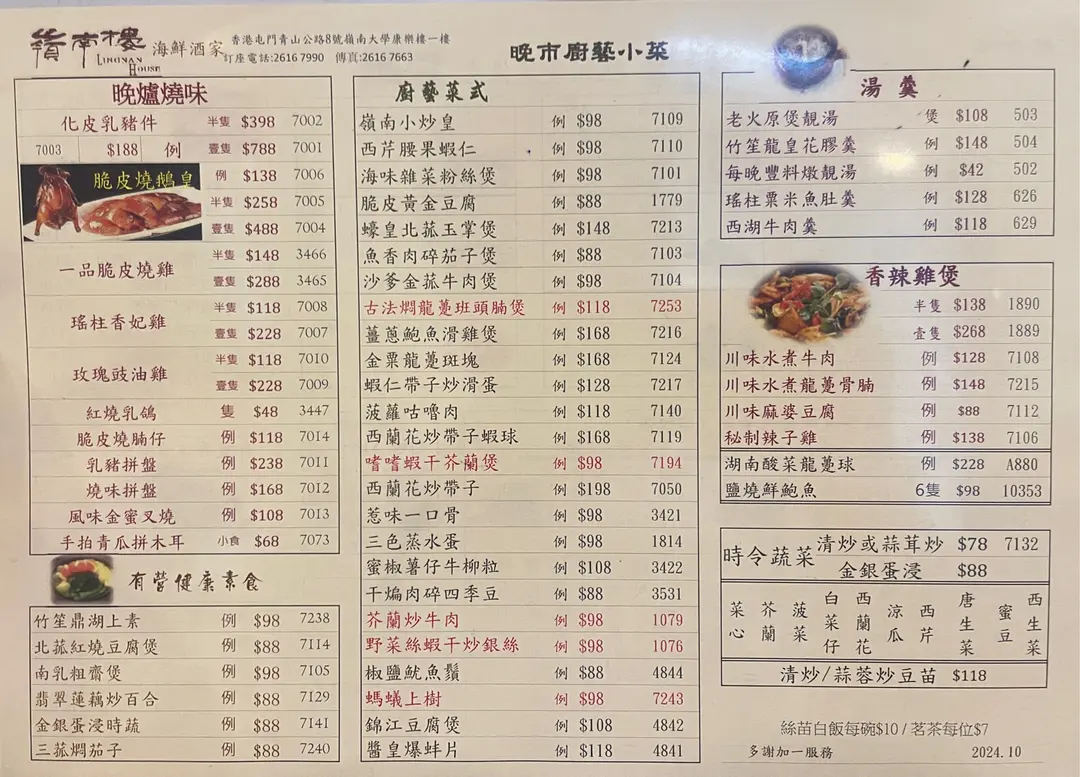 嶺南樓
LINGNAN
HOUSE
海鮮酒家
香港屯門青山公路8號嶺南大學康樂樓一樓
訂座電話:2616 7990 傳真:2616 7663
晚市廚藝小菜
晚爐燒味
化皮乳豬件 半隻 $398 7002
7003 $188 例 壹隻 $788 7001
脆皮燒鵝皇 例 $138 7006
半隻 $258 7005
壹隻 $488 7004
一品脆皮燒雞 半隻 $148 3466
壹隻 $288 3465
瑤柱香妃雞 半隻 $118 7008
壹隻 $228 7007
玫瑰豉油雞 半隻 $118 7010
壹隻 $228 7009
紅燒乳鴿 隻 $48 3447
脆皮燒腩仔 例 $118 7014
乳豬拼盤 例 $238 7011
燒味拼盤 例 $168 7012
風味金蜜叉燒 例 $108 7013
手拍青瓜拼木耳 小食 $68 7073
有營健康素食
竹笙鼎湖上素 例 $98 7238
北菰紅燒豆腐煲 例 $88 7114
南乳粗齋煲 例 $98 7105
翡翠蓮藕炒百合 例 $88 7129
金銀蛋浸時蔬 例 $88 7141
三菰燜茄子 例 $88 7240
廚藝菜式
嶺南小炒皇 例 $98 7109
西芹腰果蝦仁 例 $98 7110
海味雜菜粉絲煲 例 $98 7101
脆皮黃金豆腐 例 $88 1779
蠔皇北菰玉掌煲 例 $148 7213
魚香肉碎茄子煲 例 $88 7103
沙爹金菰牛肉煲 例 $98 7104
古法燜龍躉班頭腩煲 例 $118 7253
薑蔥鮑魚滑雞煲 例 $168 7216
金粟龍躉斑塊 例 $168 7124
蝦仁帶子炒滑蛋 例 $128 7217
菠蘿咕嚕肉 例 $118 7140
西蘭花炒帶子蝦球 例 $168 7119
嗜嗜蝦干芥蘭煲 例 $98 7194
西蘭花炒帶子 例 $198 7050
惹味一口骨 例 $98 3421
三色蒸水蛋 例 $98 1814
蜜椒薯仔牛柳粒 例 $108 3422
干煸肉碎四季豆 例 $88 3531
芥蘭炒牛肉 例 $98 1079
野菜絲蝦干炒銀絲 例 $98 1076
椒鹽魷魚鬚 例 $88 4844
螞蟻上樹 例 $98 7243
錦江豆腐煲 例 $108 4842
醬皇爆蚌片 例 $118 4841
湯羹
老火原煲靚湯 煲 $108 503
竹笙龍皇花膠羹 例 $148 504
每晚豐料燉靚湯 例 $42 502
瑤柱粟米魚肚羹 例 $128 626
西湖牛肉羹 例 $118 629
香辣雞煲
半隻 $138 1890
壹隻 $268 1889
川味水煮牛肉 例 $128 7108
川味水煮龍躉骨腩 例 $148 7215
川味麻婆豆腐 例 $88 7112
秘制辣子雞 例 $138 7106
湖南酸菜龍躉球 例 $228 A880
鹽燒鮮鮑魚 6隻 $98 10353
時令蔬菜 清炒或蒜茸炒 $78 7132
金銀蛋浸 $88
菜心 芥蘭 菠菜 白菜仔 西蘭花 涼瓜 西芹 唐生菜 蜜豆 西生菜
清炒/蒜蓉炒豆苗 $118
絲苗白飯每碗$10 / 茗茶每位$7
多謝加一服務 2024.10